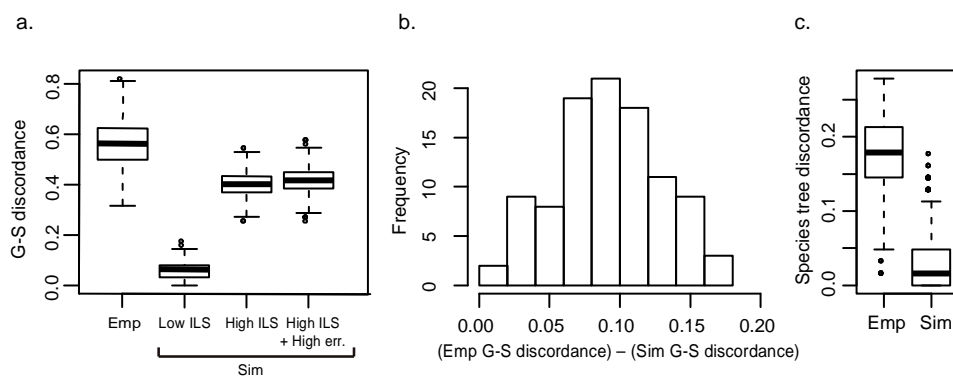 a.
G-S discordance
0.8
0.6
0.4
0.2
0.0
Emp
Low ILS
High ILS
High ILS
+ High err.
Sim
b.
Frequency
20
15
10
5
0
0.00 0.05 0.10 0.15 0.20
(Emp G-S discordance) – (Sim G-S discordance)
c.
Species tree discordance
0.2
0.1
0.0
Emp Sim